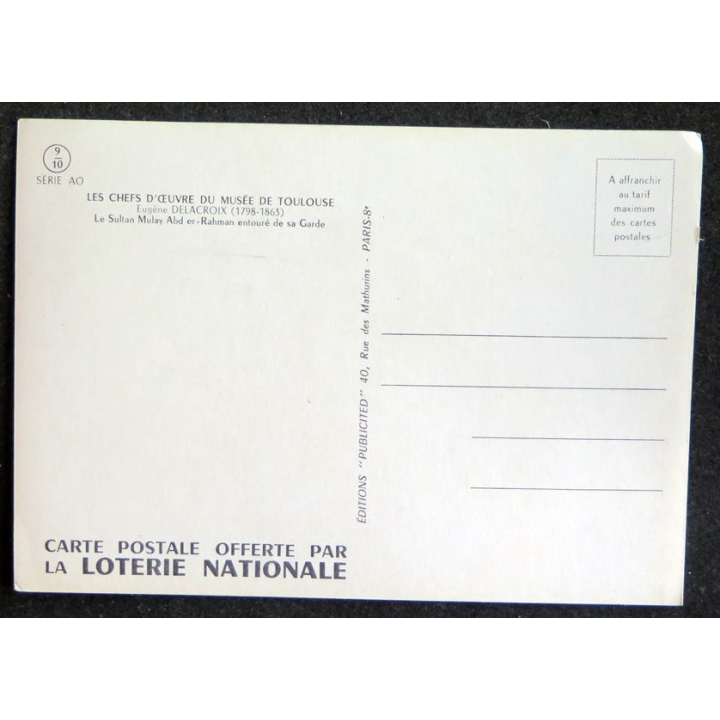 9
10
SÉRIE AO
LES CHEFS D'ŒUVRE DU MUSÉE DE TOULOUSE
Eugène DELACROIX (1798-1863)
Le Sultan Mulay Abd er-Rahman entouré de sa Garde
A affranchir
au tarif
maximum
des cartes
postales
ÉDITIONS "PUBLICITED" 40, Rue des Mathurins - PARIS-8e
CARTE POSTALE OFFERTE PAR
LA LOTERIE NATIONALE